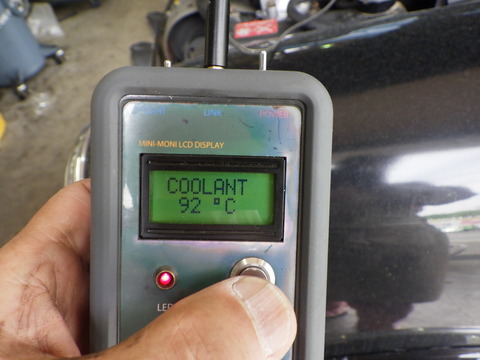 LINK
POWER
MINI-MONI LCD DISPLAY
COOLANT
92 °C